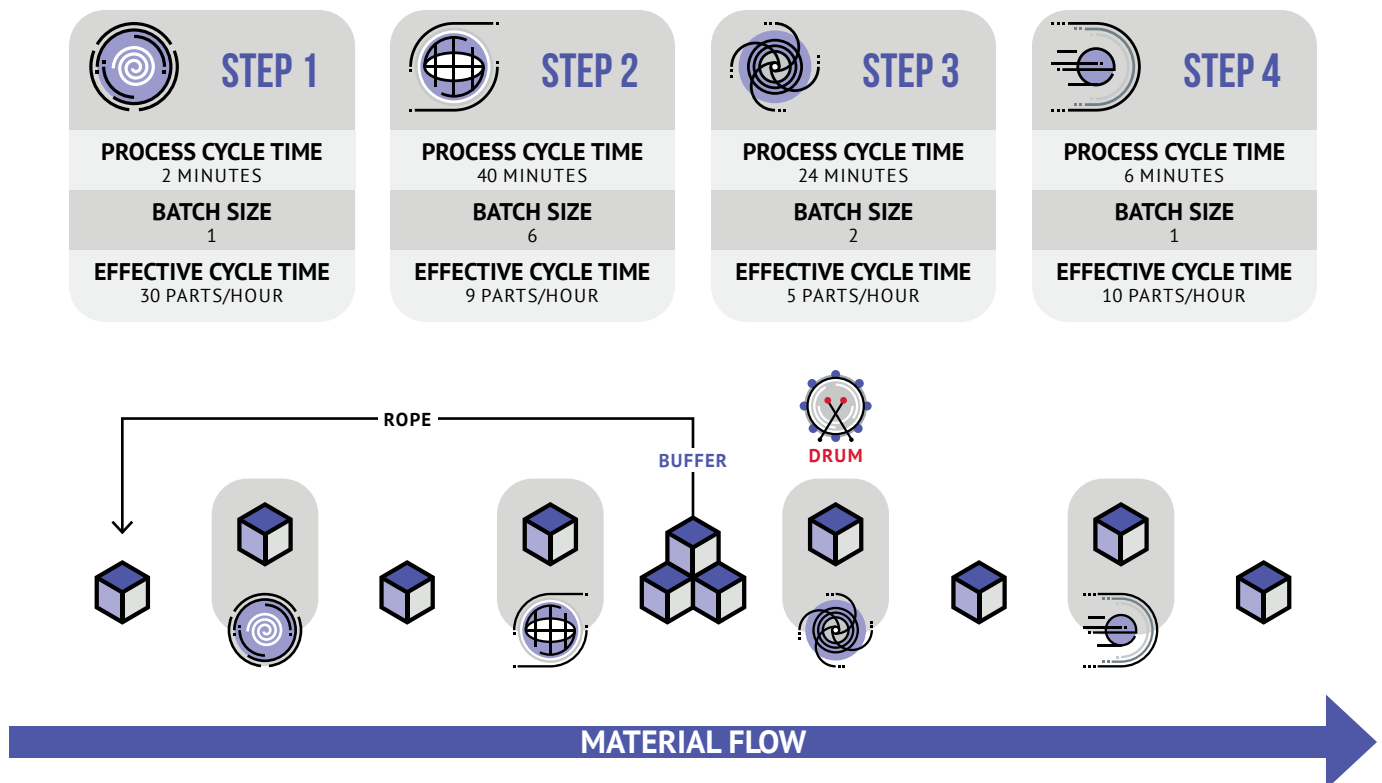 STEP 1
PROCESS CYCLE TIME
2 MINUTES
BATCH SIZE
1
EFFECTIVE CYCLE TIME
30 PARTS/HOUR
STEP 2
PROCESS CYCLE TIME
40 MINUTES
BATCH SIZE
6
EFFECTIVE CYCLE TIME
9 PARTS/HOUR
STEP 3
PROCESS CYCLE TIME
24 MINUTES
BATCH SIZE
2
EFFECTIVE CYCLE TIME
5 PARTS/HOUR
STEP 4
PROCESS CYCLE TIME
6 MINUTES
BATCH SIZE
1
EFFECTIVE CYCLE TIME
10 PARTS/HOUR
ROPE
BUFFER
DRUM
MATERIAL FLOW